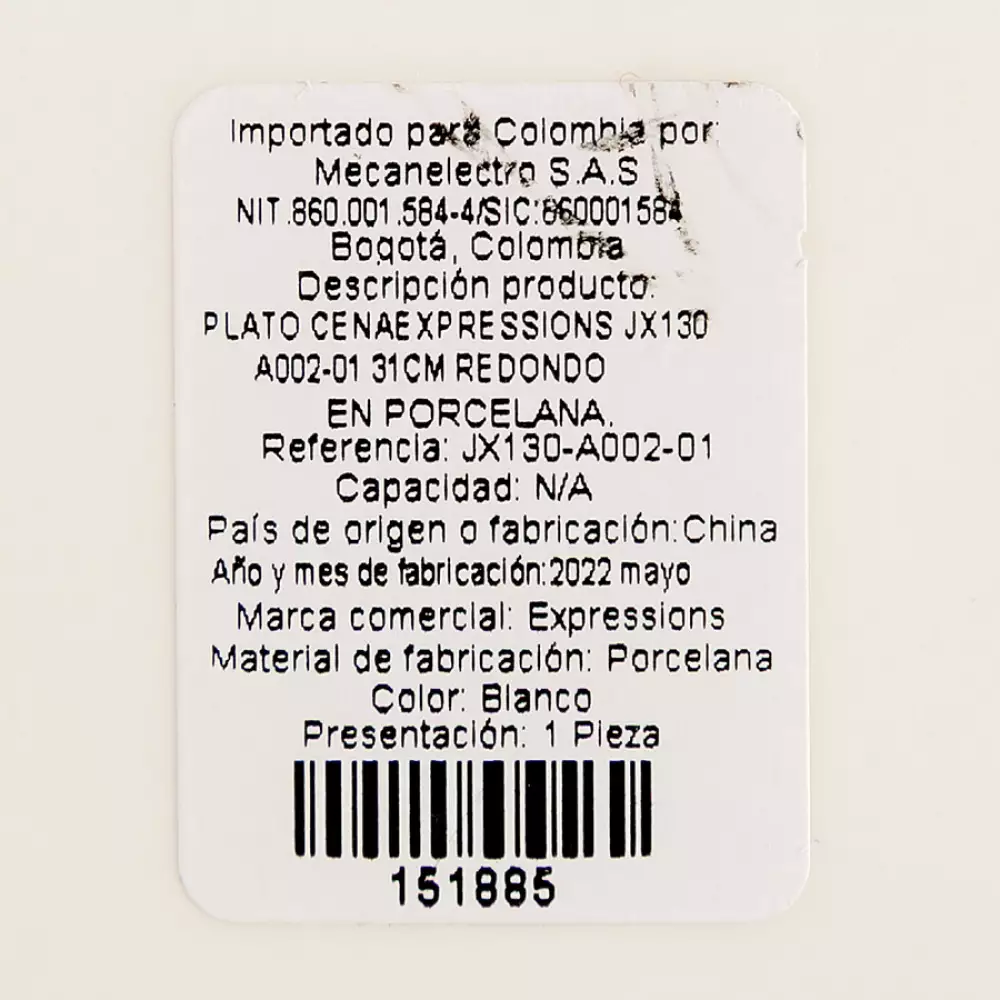 Importado para Colombia por:
Mecanelectro S.A.S
NIT.860.001.584-4/SIC:860001584
Bogotá, Colombia
Descripción producto:
PLATO CENAEXPRESSIONS JX130
A002-01 31CM REDONDO
EN PORCELANA.
Referencia: JX130-A002-01
Capacidad: N/A
País de origen o fabricación:China
Año y mes de fabricación:2022 mayo
Marca comercial: Expressions
Material de fabricación: Porcelana
Color: Blanco
Presentación: 1 Pieza
151885